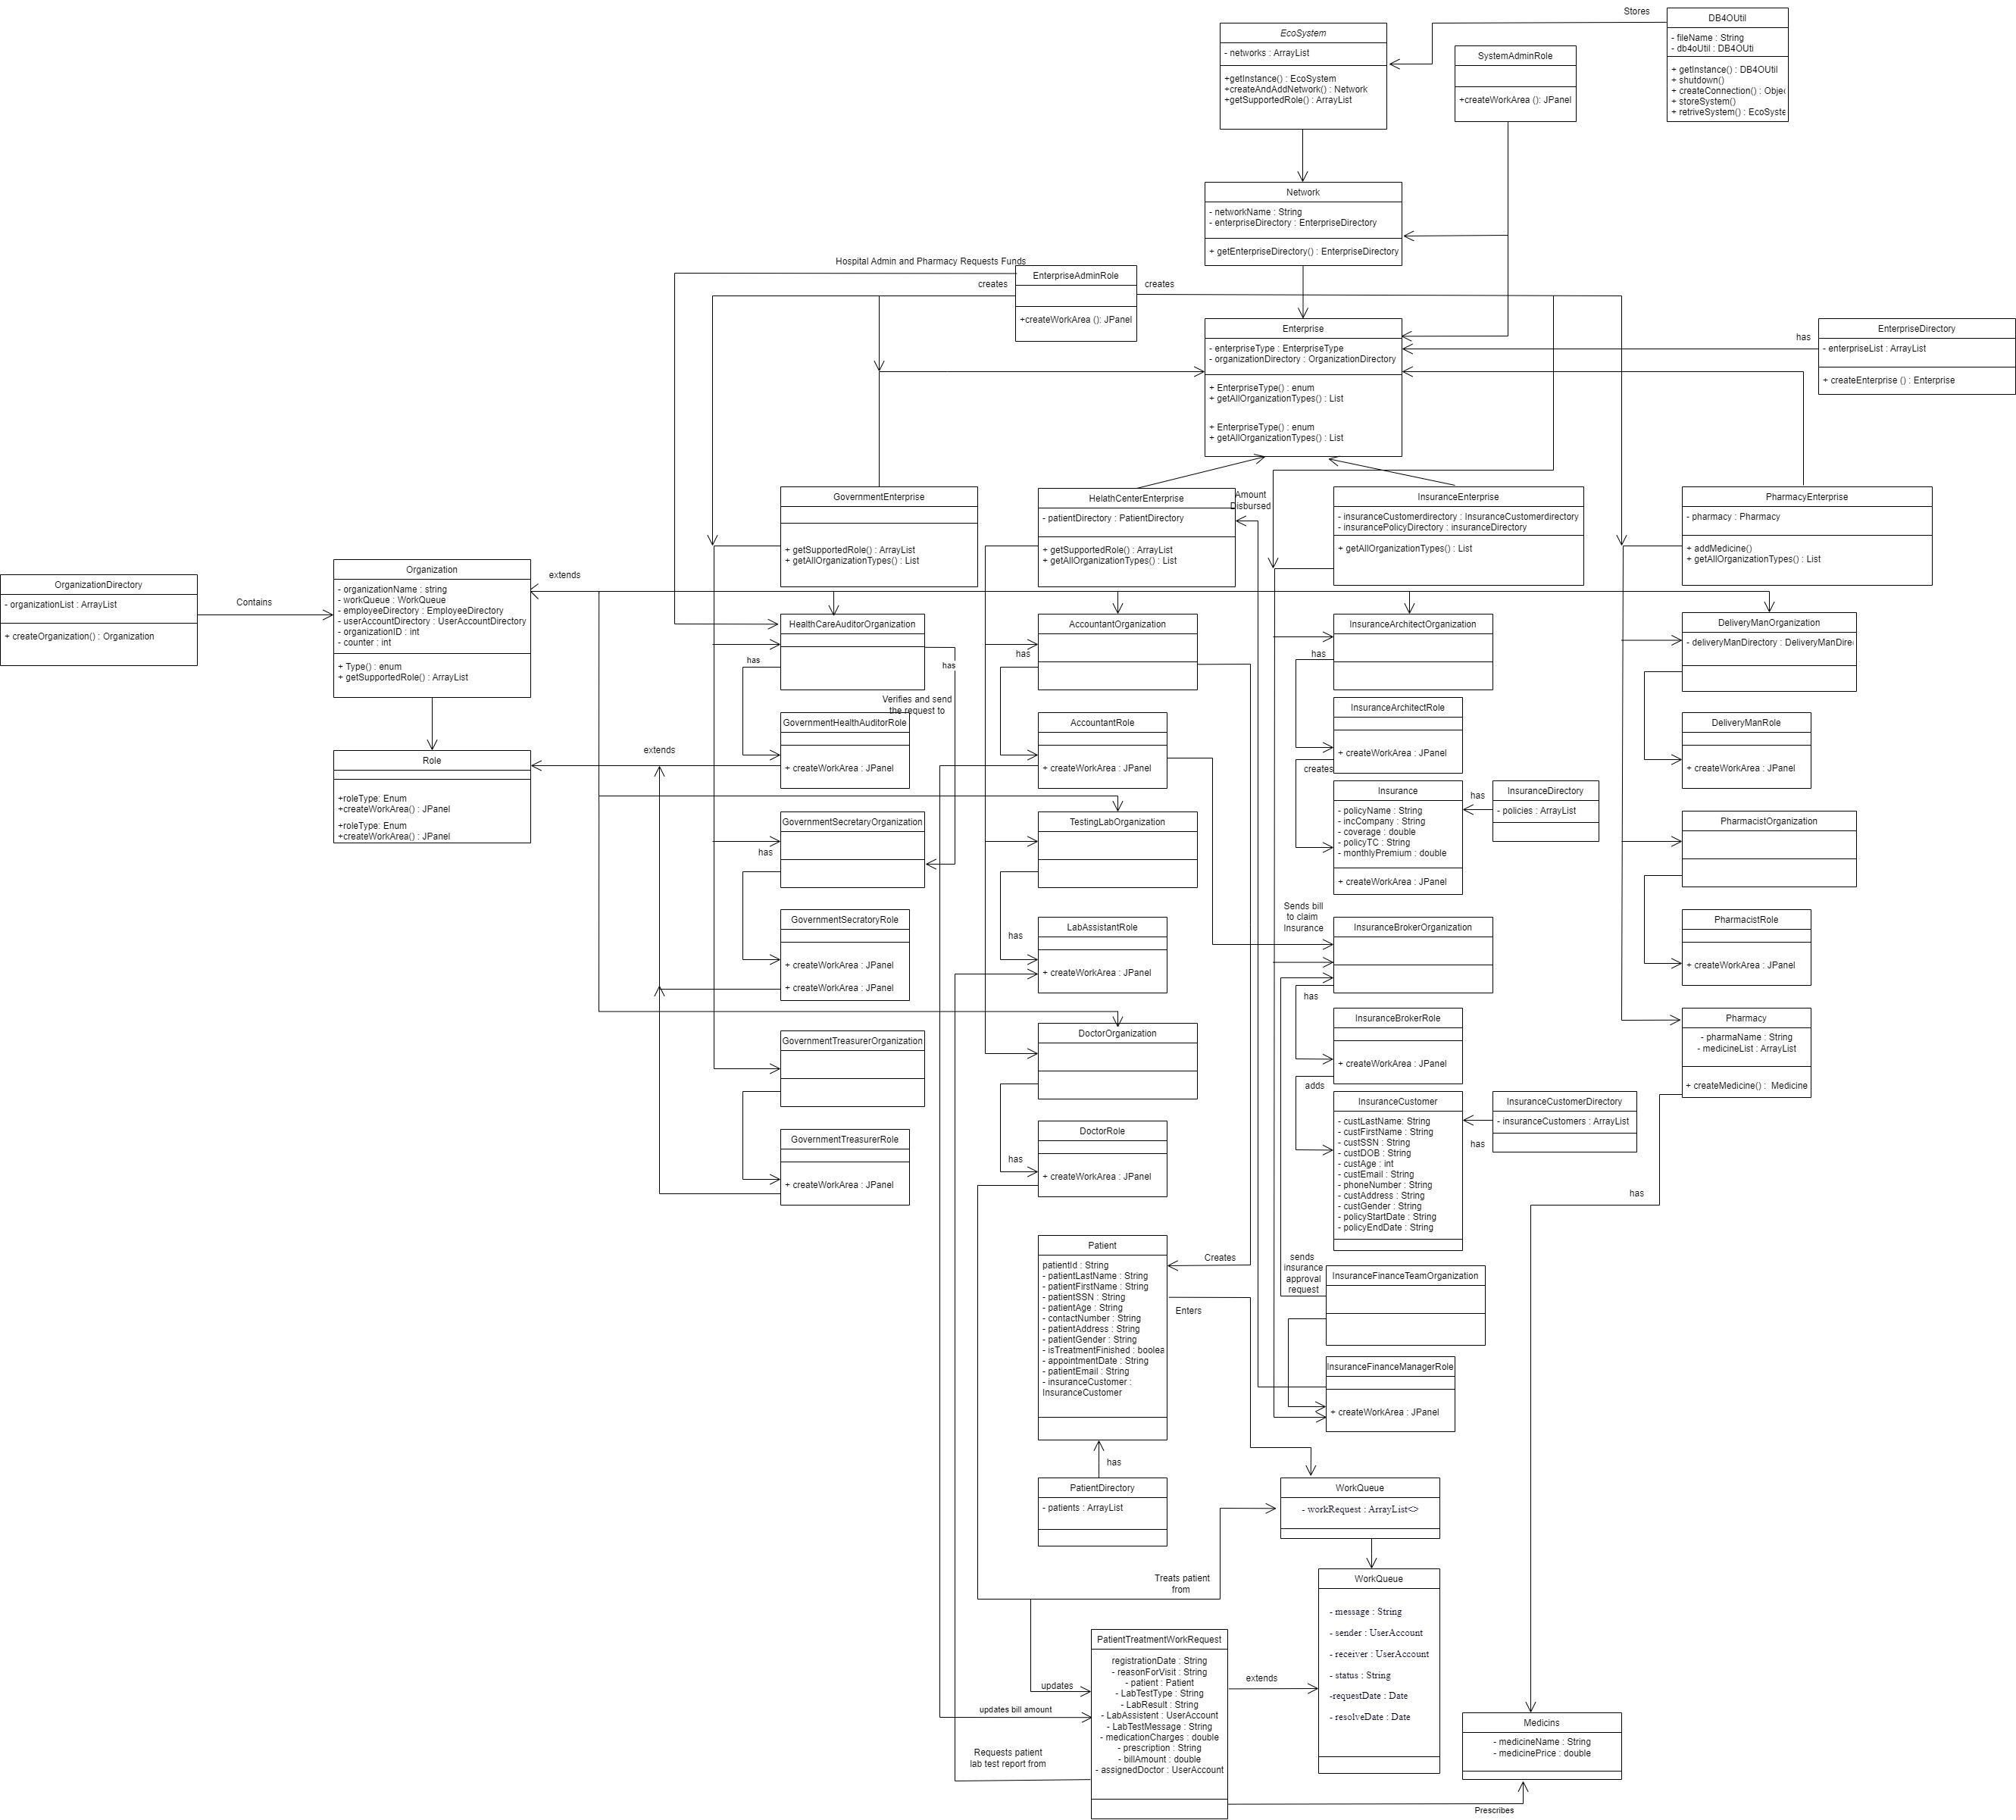 Stores
DB4OUtil
- fileName : String
- db4oUtil : DB4OUti
+ getInstance() : DB4OUtil
+ shutdown()
+ createConnection() : Objec
+ storeSystem()
+ retriveSystem() : EcoSyste
EcoSystem
- networks : ArrayList
+getInstance() : EcoSystem
+createAndAddNetwork() : Network
+getSupportedRole() : ArrayList
SystemAdminRole
+createWorkArea (): JPanel
Network
- networkName : String
- enterpriseDirectory : EnterpriseDirectory
+ getEnterpriseDirectory() : EnterpriseDirectory
Hospital Admin and Pharmacy Requests Funds
creates
EnterpriseAdminRole
+createWorkArea (): JPanel
creates
Enterprise
- enterpriseType : EnterpriseType
- organizationDirectory : OrganizationDirectory
+ EnterpriseType() : enum
+ getAllOrganizationTypes() : List
+ EnterpriseType() : enum
+ getAllOrganizationTypes() : List
has
EnterpriseDirectory
- enterpriseList : ArrayList
+ createEnterprise () : Enterprise
GovernmentEnterprise
+ getSupportedRole() : ArrayList
+ getAllOrganizationTypes() : List
HelathCenterEnterprise
- patientDirectory : PatientDirectory
+ getSupportedRole() : ArrayList
+ getAllOrganizationTypes() : List
Amount
Disbursed
InsuranceEnterprise
- insuranceCustomerdirectory : InsuranceCustomerdirectory
- insurancePolicyDirectory : insuranceDirectory
+ getAllOrganizationTypes() : List
PharmacyEnterprise
- pharmacy : Pharmacy
+ addMedicine()
+ getAllOrganizationTypes() : List
OrganizationDirectory
- organizationList : ArrayList
+ createOrganization() : Organization
Contains
Organization
- organizationName : string
- workQueue : WorkQueue
- employeeDirectory : EmployeeDirectory
- userAccountDirectory : UserAccountDirectory
- organizationID : int
- counter : int
+ Type() : enum
+ getSupportedRole() : ArrayList
extends
Role
+roleType: Enum
+createWorkArea() : JPanel
+roleType: Enum
+createWorkArea() : JPanel
extends
HealthCareAuditorOrganization
has
has
Verifies and send
the request to
GovernmentHealthAuditorRole
+ createWorkArea : JPanel
GovernmentSecretaryOrganization
has
GovernmentSecratoryRole
+ createWorkArea : JPanel
+ createWorkArea : JPanel
GovernmentTreasurerOrganization
GovernmentTreasurerRole
+ createWorkArea : JPanel
AccountantOrganization
has
AccountantRole
+ createWorkArea : JPanel
TestingLabOrganization
has
LabAssistantRole
+ createWorkArea : JPanel
DoctorOrganization
has
DoctorRole
+ createWorkArea : JPanel
Patient
patientId : String
- patientLastName : String
- patientFirstName : String
- patientSSN : String
- patientAge : String
- contactNumber : String
- patientAddress : String
- patientGender : String
- isTreatmentFinished : boolea
- appointmentDate : String
- patientEmail : String
- insuranceCustomer :
InsuranceCustomer
Creates
Enters
has
PatientDirectory
- patients : ArrayList
InsuranceArchitectOrganization
has
InsuranceArchitectRole
+ createWorkArea : JPanel
creates
Insurance
- policyName : String
- incCompany : String
- coverage : double
- policyTC : String
- monthlyPremium : double
+ createWorkArea : JPanel
has
InsuranceDirectory
- policies : ArrayList
Sends bill
to claim
Insurance
InsuranceBrokerOrganization
has
InsuranceBrokerRole
+ createWorkArea : JPanel
adds
InsuranceCustomer
- custLastName: String
- custFirstName : String
- custSSN : String
- custDOB : String
- custAge : int
- custEmail : String
- phoneNumber : String
- custAddress : String
- custGender : String
- policyStartDate : String
- policyEndDate : String
has
InsuranceCustomerDirectory
- insuranceCustomers : ArrayList
sends
insurance
approval
request
InsuranceFinanceTeamOrganization
InsuranceFinanceManagerRole
+ createWorkArea : JPanel
DeliveryManOrganization
- deliveryManDirectory : DeliveryManDire
DeliveryManRole
+ createWorkArea : JPanel
PharmacistOrganization
PharmacistRole
+ createWorkArea : JPanel
Pharmacy
- pharmaName : String
- medicineList : ArrayList
+ createMedicine() : Medicine
has
WorkQueue
- workRequest : ArrayList<>
Treats patient
from
WorkQueue
- message : String
- sender : UserAccount
- receiver : UserAccount
- status : String
-requestDate : Date
- resolveDate : Date
PatientTreatmentWorkRequest
registrationDate : String
- reasonForVisit : String
- patient : Patient
- LabTestType : String
- LabResult : String
- LabAssistent : UserAccount
- LabTestMessage : String
- medicationCharges : double
- prescription : String
- billAmount : double
- assignedDoctor : UserAccount
updates
updates bill amount
Requests patient
lab test report from
extends
Medicins
- medicineName : String
- medicinePrice : double
Prescribes